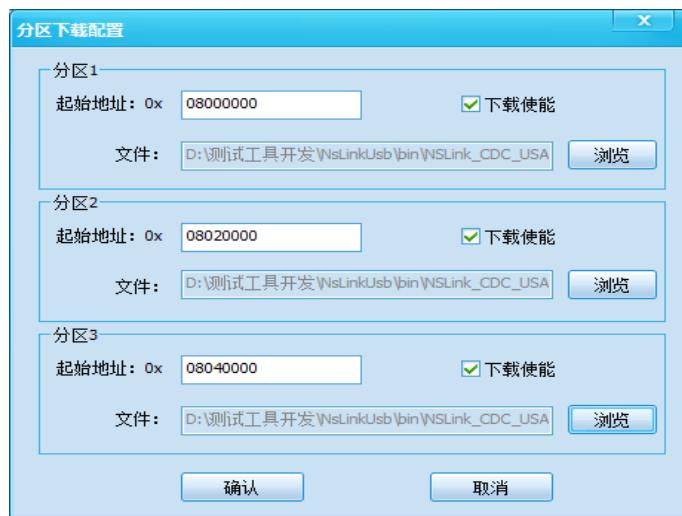 分区下载配置
x
分区1
起始地址：0x 08000000 下载使能
文件： D:\测试工具开发\NsLinkUsb\bin\NSLink_CDC_USA 浏览
分区2
起始地址：0x 08020000 下载使能
文件： D:\测试工具开发\NsLinkUsb\bin\NSLink_CDC_USA 浏览
分区3
起始地址：0x 08040000 下载使能
文件： D:\测试工具开发\NsLinkUsb\bin\NSLink_CDC_USA 浏览
确认 取消